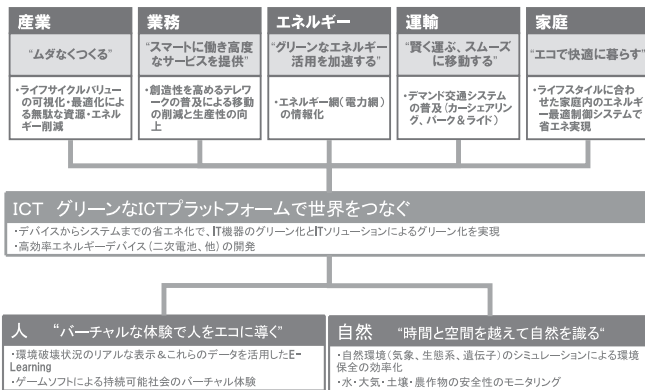 産業
“ムダなくつくる”
・ライフサイクルバリュー
の可視化・最適化によ
る無駄な資源・エネル
ギー削減
業務
“スマートに働き高度
なサービスを提供”
・創造性を高めるテレ
ワークの普及による移動
の削減と生産性の向
上
エネルギー
“グリーンなエネルギー
活用を加速する”
・エネルギー網(電力網)
の情報化
運輸
“賢く運ぶ、スムーズ
に移動する”
・デマンド交通システム
の普及(カーシェアリン
グ、パーク&ライド)
家庭
“エコで快適に暮らす”
・ライフスタイルに合わ
せた家庭内のエネルギ
ー最適制御システムで
省エネ実現
ICT グリーンなICTプラットフォームで世界をつなぐ
・デバイスからシステムまでの省エネ化で、IT機器のグリーン化とITソリューションによるグリーン化を実現
・高効率エネルギーデバイス(二次電池、他)の開発
人 “バーチャルな体験で人をエコに導く”
・環境破壊状況のリアルな表示&これらのデータを活用したE-
Learning
・ゲームソフトによる持続可能社会のバーチャル体験
自然 “時間と空間を越えて自然を識る“
・自然環境(気象、生態系、遺伝子)のシミュレーションによる環境
保全の効率化
・水・大気・土壌・農作物の安全性のモニタリング